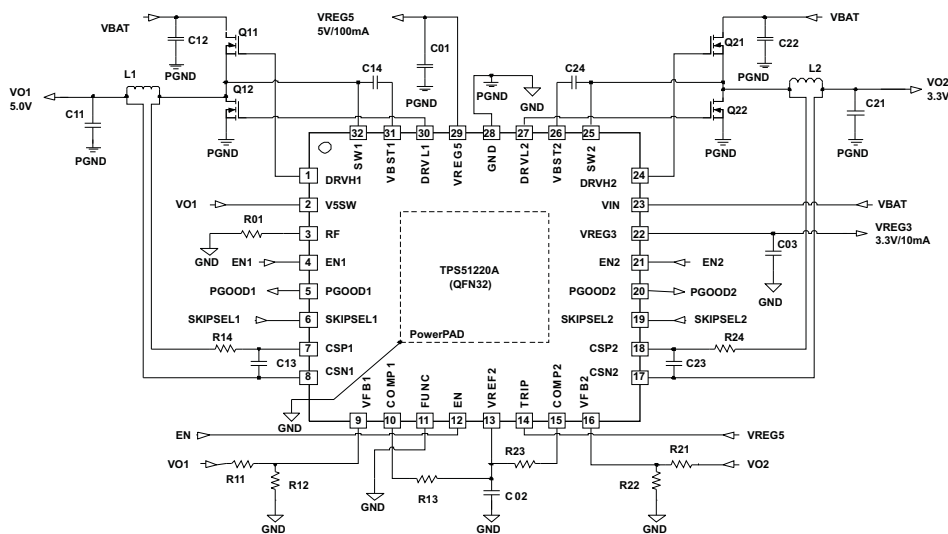 VBAT
Q11
C12
PGND
VREG5
5V/100mA
C01
PGND
Q21
VBAT
C22
PGND
C14
C24
L1
Q12
PGND
GND
Q22
L2
VO1
5.0V
C11
PGND
PGND
PGND
C21
PGND
VO2
3.3V
32
31
30
29
28
27
26
25
SW1
VBST1
DRVL1
VREG5
GND
DRVL2
VBST2
SW2
1
DRVH1
DRVH2
24
VO1
2
V5SW
VIN
23
VBAT
R01
GND
3
RF
VREG3
22
VREG3
3.3V/10mA
C03
GND
EN1
4
EN1
EN2
21
EN2
TPS51220A
(QFN32)
PGOOD1
5
PGOOD1
PGOOD2
20
PGOOD2
SKIPSEL1
6
SKIPSEL1
SKIPSEL2
19
SKIPSEL2
PowerPAD
R14
7
CSP1
CSP2
18
R24
C13
8
CSN1
CSN2
17
C23
GND
VFB1
COMP1
FUNC
EN
VREF2
TRIP
COMP2
VFB2
9
10
11
12
13
14
15
16
EN
VREG5
VO1
R11
R12
GND
GND
R13
R23
C02
GND
R21
VO2
R22
GND